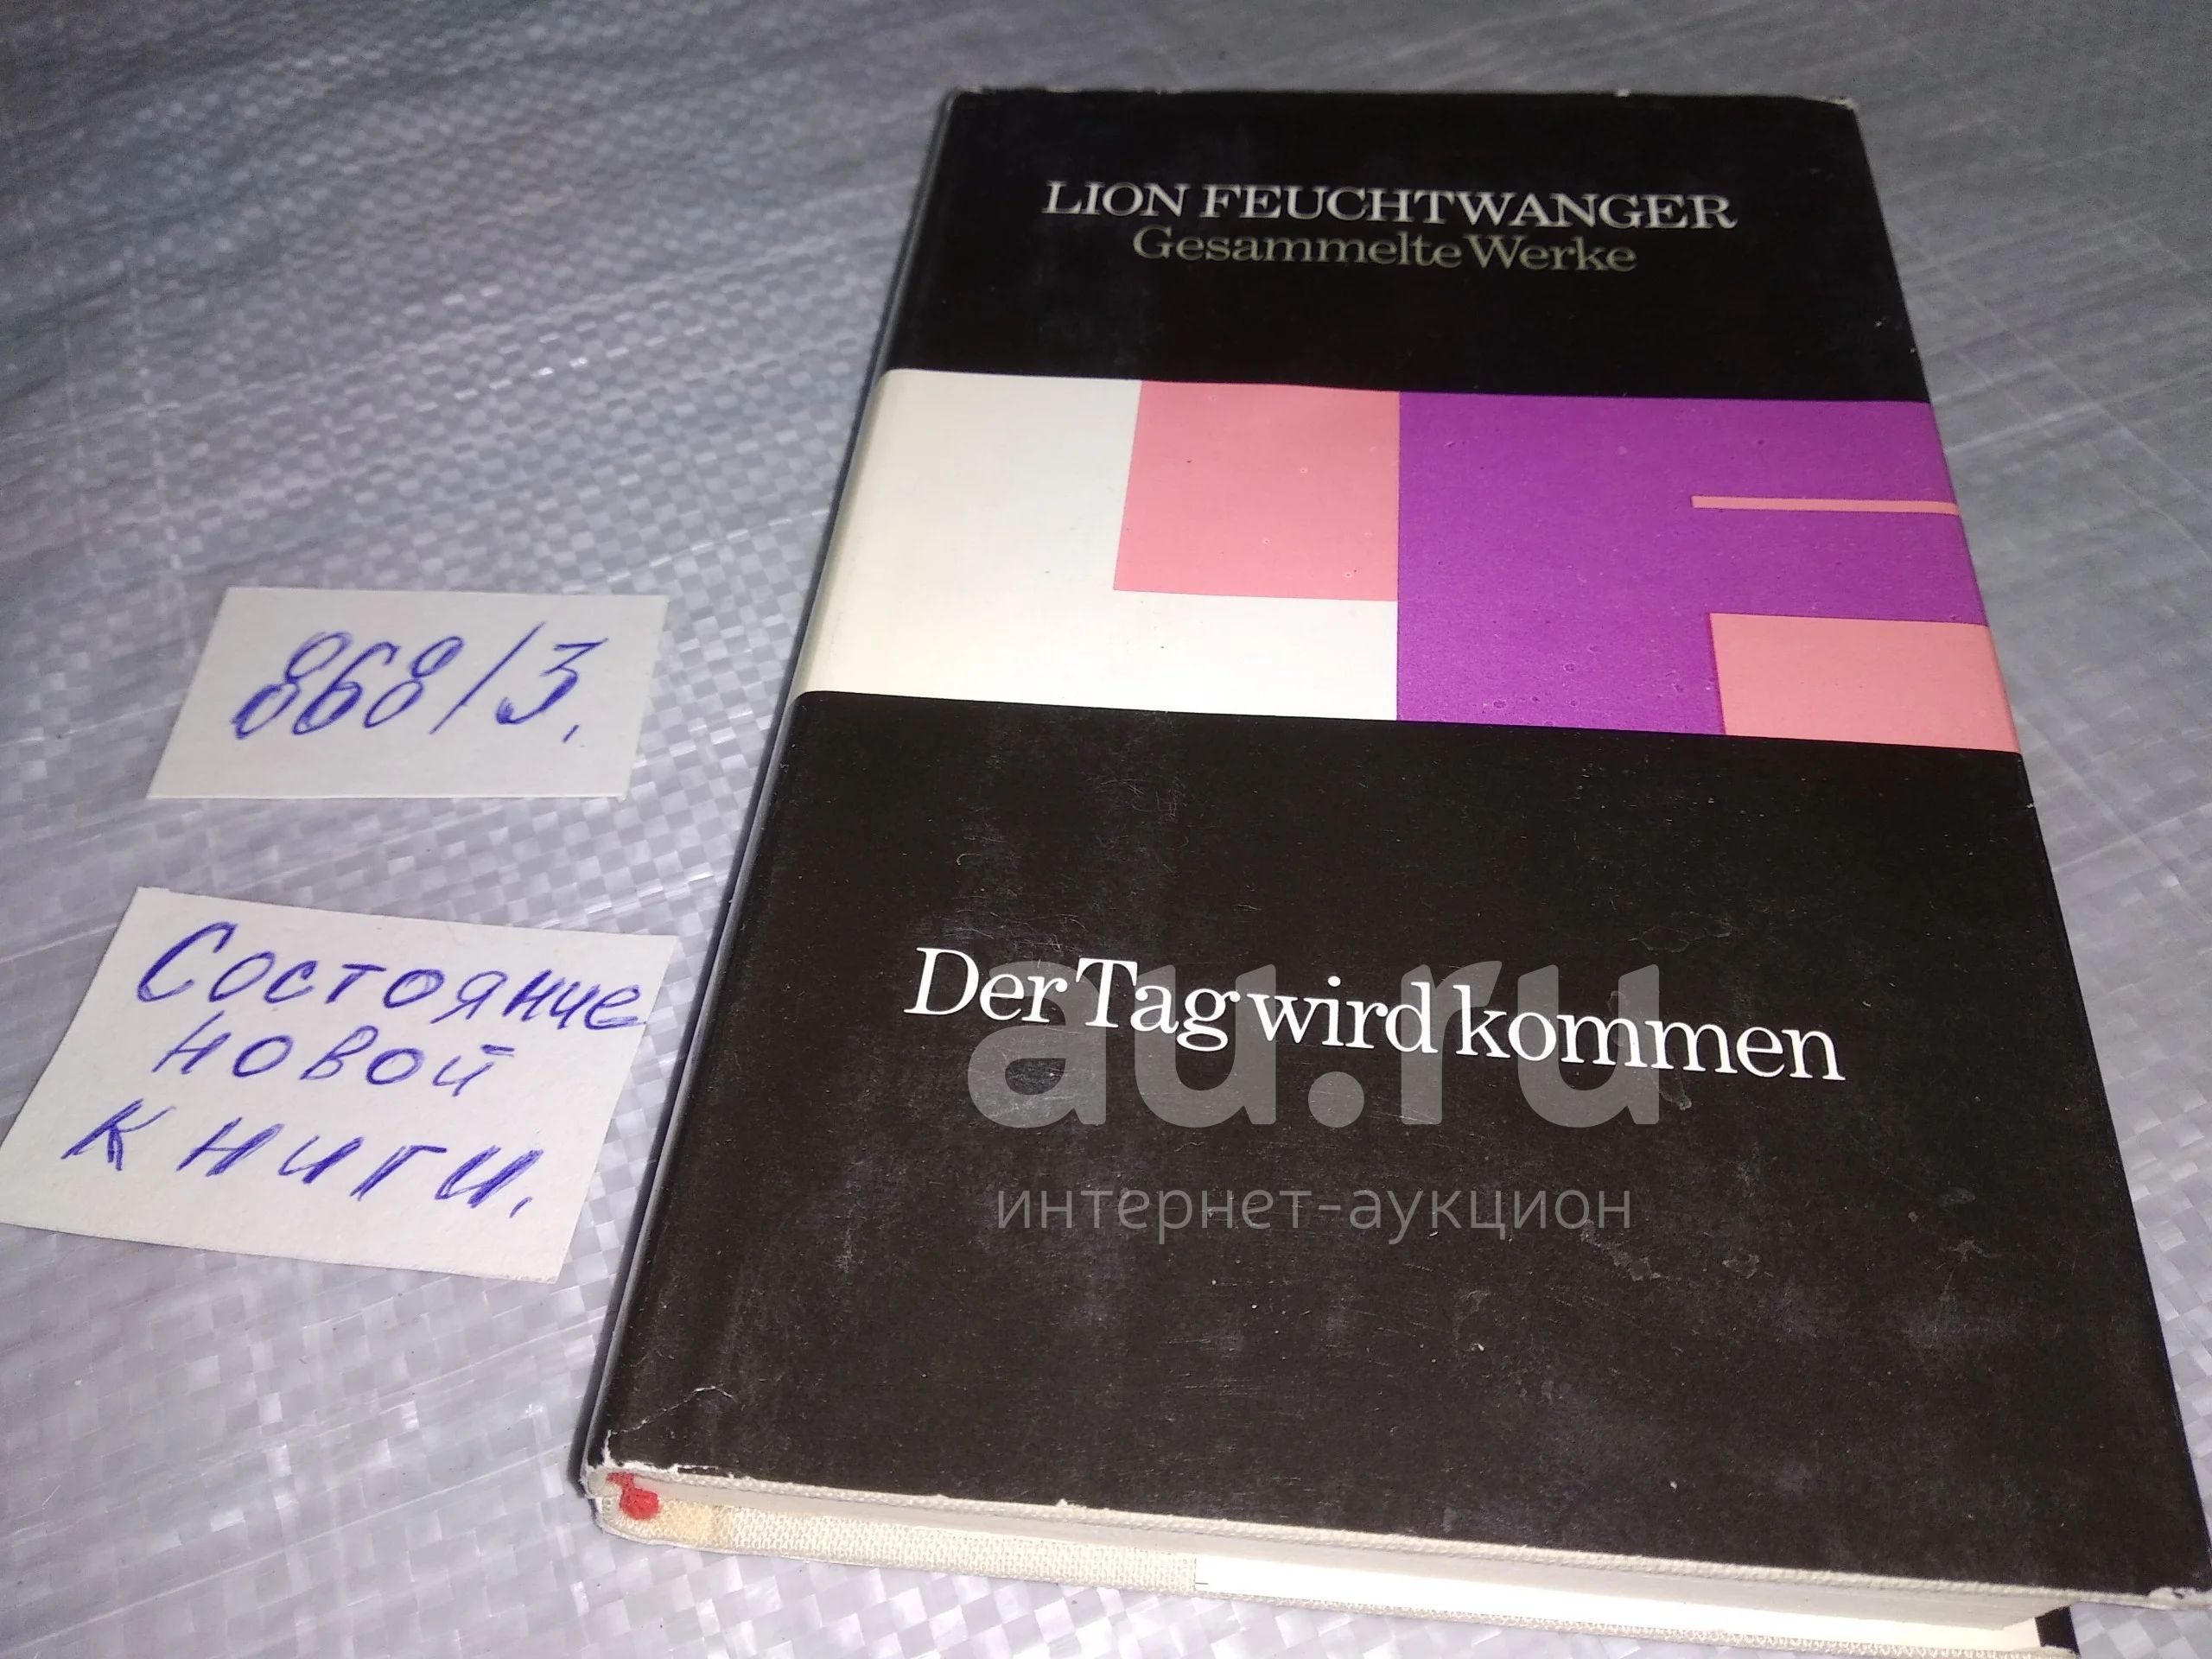 LION FEUCHTWANGER
Gesammelte Werke
868/3.
Состояние
новой
книги.
Der Tag wird kommen
au.ru
интернет-аукцион